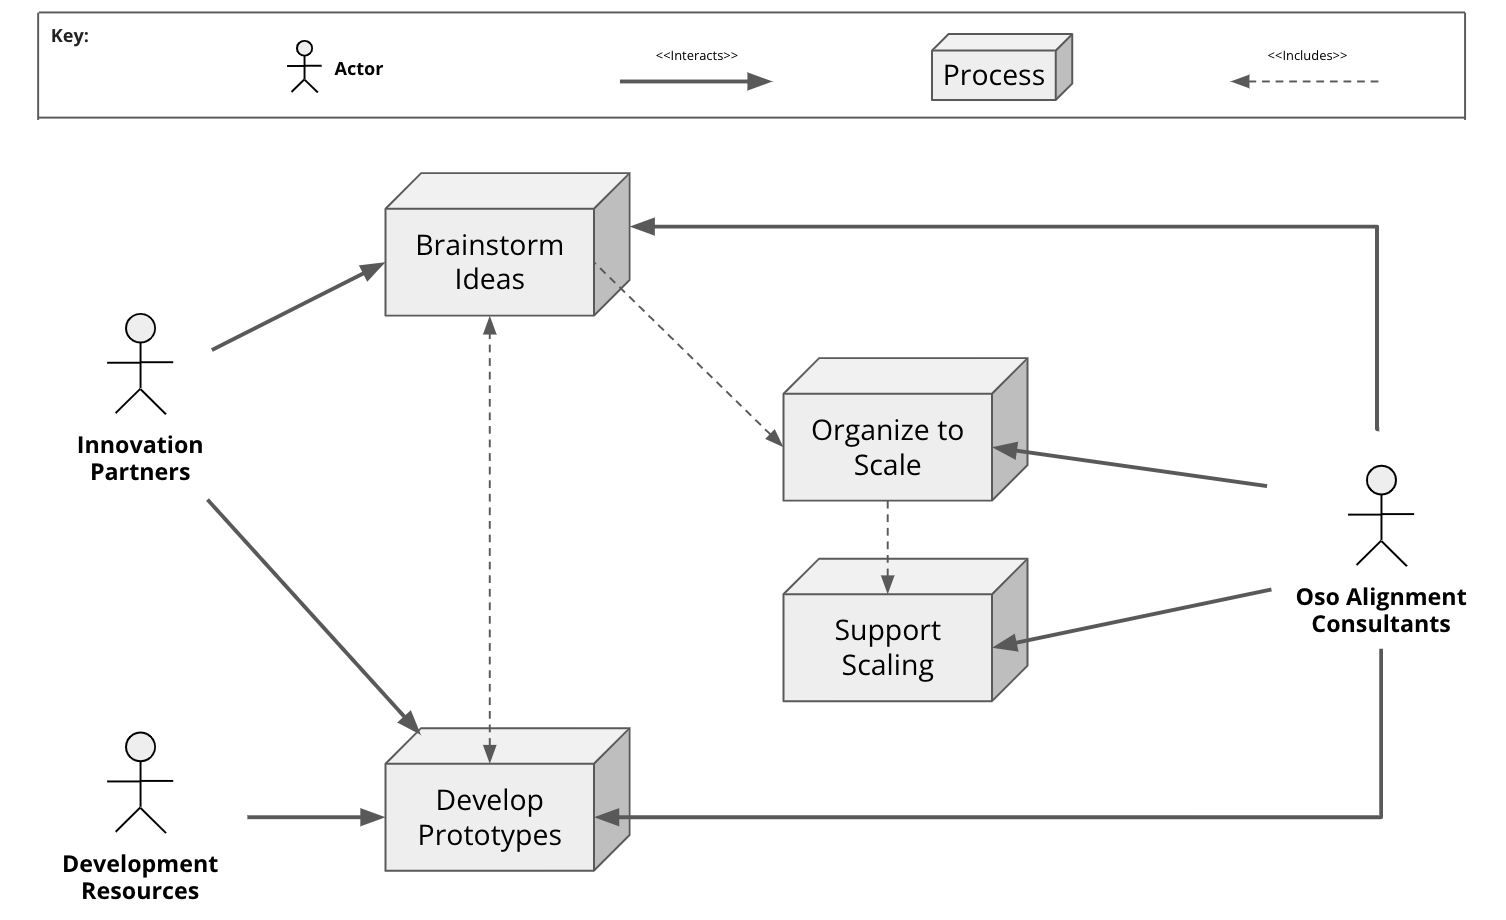 Key:
Actor
<<Interacts>>
Process
<<Includes>>
Brainstorm
Ideas
Innovation
Partners
Organize to
Scale
Oso Alignment
Consultants
Support
Scaling
Develop
Prototypes
Development
Resources